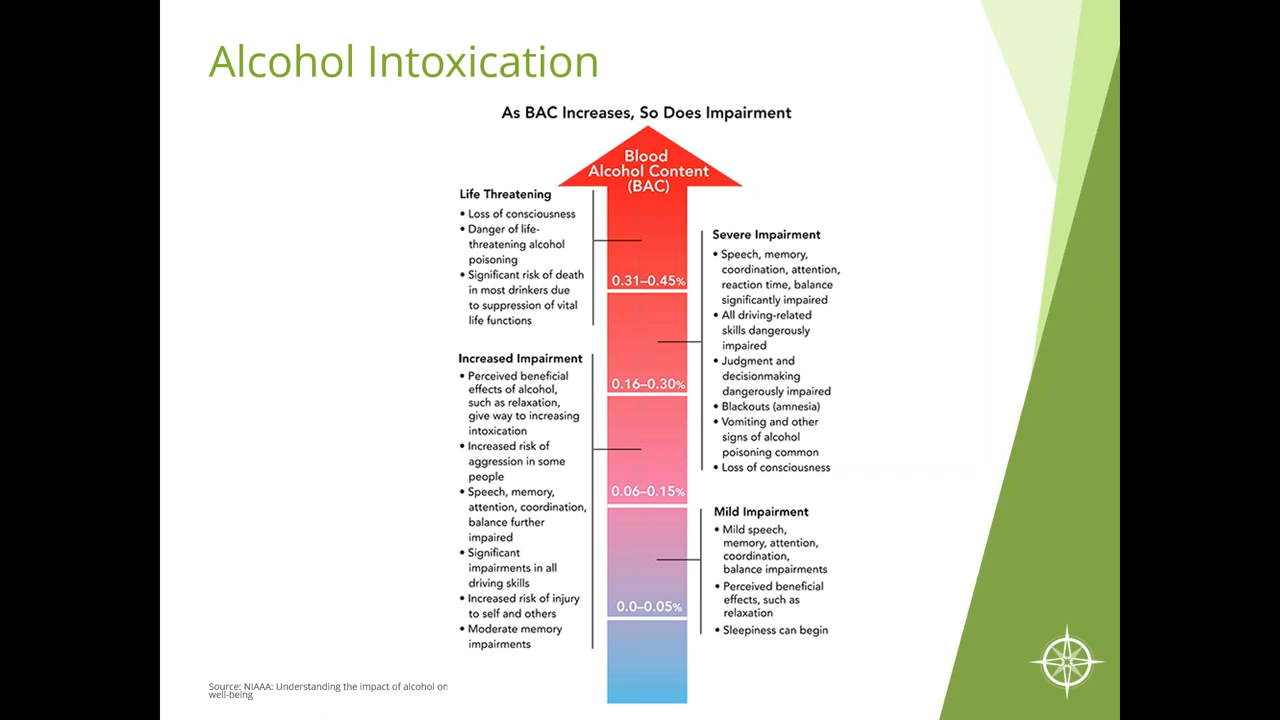 Alcohol Intoxication
As BAC Increases, So Does Impairment
Blood
Alcohol Content
(BAC)
Life Threatening
• Loss of consciousness
• Danger of life-
threatening alcohol
poisoning
• Significant risk of death
in most drinkers due
to suppression of vital
life functions
0.31–0.45%
Severe Impairment
• Speech, memory,
coordination, attention,
reaction time, balance
significantly impaired
• All driving-related
skills dangerously
impaired
• Judgment and
decisionmaking
dangerously impaired
• Blackouts (amnesia)
• Vomiting and other
signs of alcohol
poisoning common
• Loss of consciousness
0.16–0.30%
Increased Impairment
• Perceived beneficial
effects of alcohol,
such as relaxation,
give way to increasing
intoxication
• Increased risk of
aggression in some
people
• Speech, memory,
attention, coordination,
balance further
impaired
• Significant
impairments in all
driving skills
• Increased risk of injury
to self and others
• Moderate memory
impairments
0.06–0.15%
Mild Impairment
• Mild speech,
memory, attention,
coordination,
balance impairments
• Perceived beneficial
effects, such as
relaxation
• Sleepiness can begin
0.0–0.05%
Source: NIAAA: Understanding the impact of alcohol on
well-being